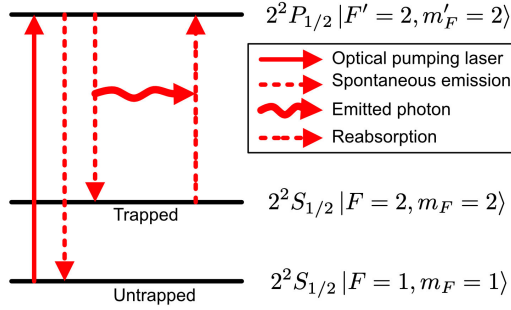 2²P₁/₂ |F′ = 2, m′_F = 2⟩
Optical pumping laser
Spontaneous emission
Emitted photon
Reabsorption
2²S₁/₂ |F = 2, m_F = 2⟩
Trapped
2²S₁/₂ |F = 1, m_F = 1⟩
Untrapped